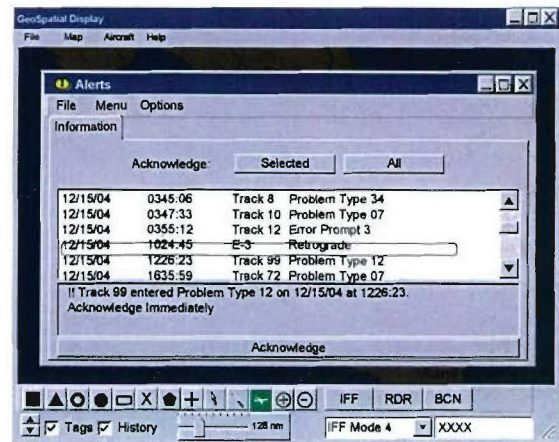 GeoSpatial Display
File Map Aircraft Help
Alerts
File Menu Options
Information
Acknowledge: Selected All
12/15/04 0345:06 Track 8 Problem Type 34
12/15/04 0347:33 Track 10 Problem Type 07
12/15/04 0355:12 Track 12 Error Prompt 3
12/15/04 1024:45 E-3 Retrograde
12/15/04 1226:23 Track 99 Problem Type 12
12/15/04 1635:59 Track 72 Problem Type 07
!! Track 99 entered Problem Type 12 on 12/15/04 at 1226:23.
Acknowledge Immediately
Acknowledge
IFF RDR BCN
Tags History 128 nm IFF Mode 4 XXXX